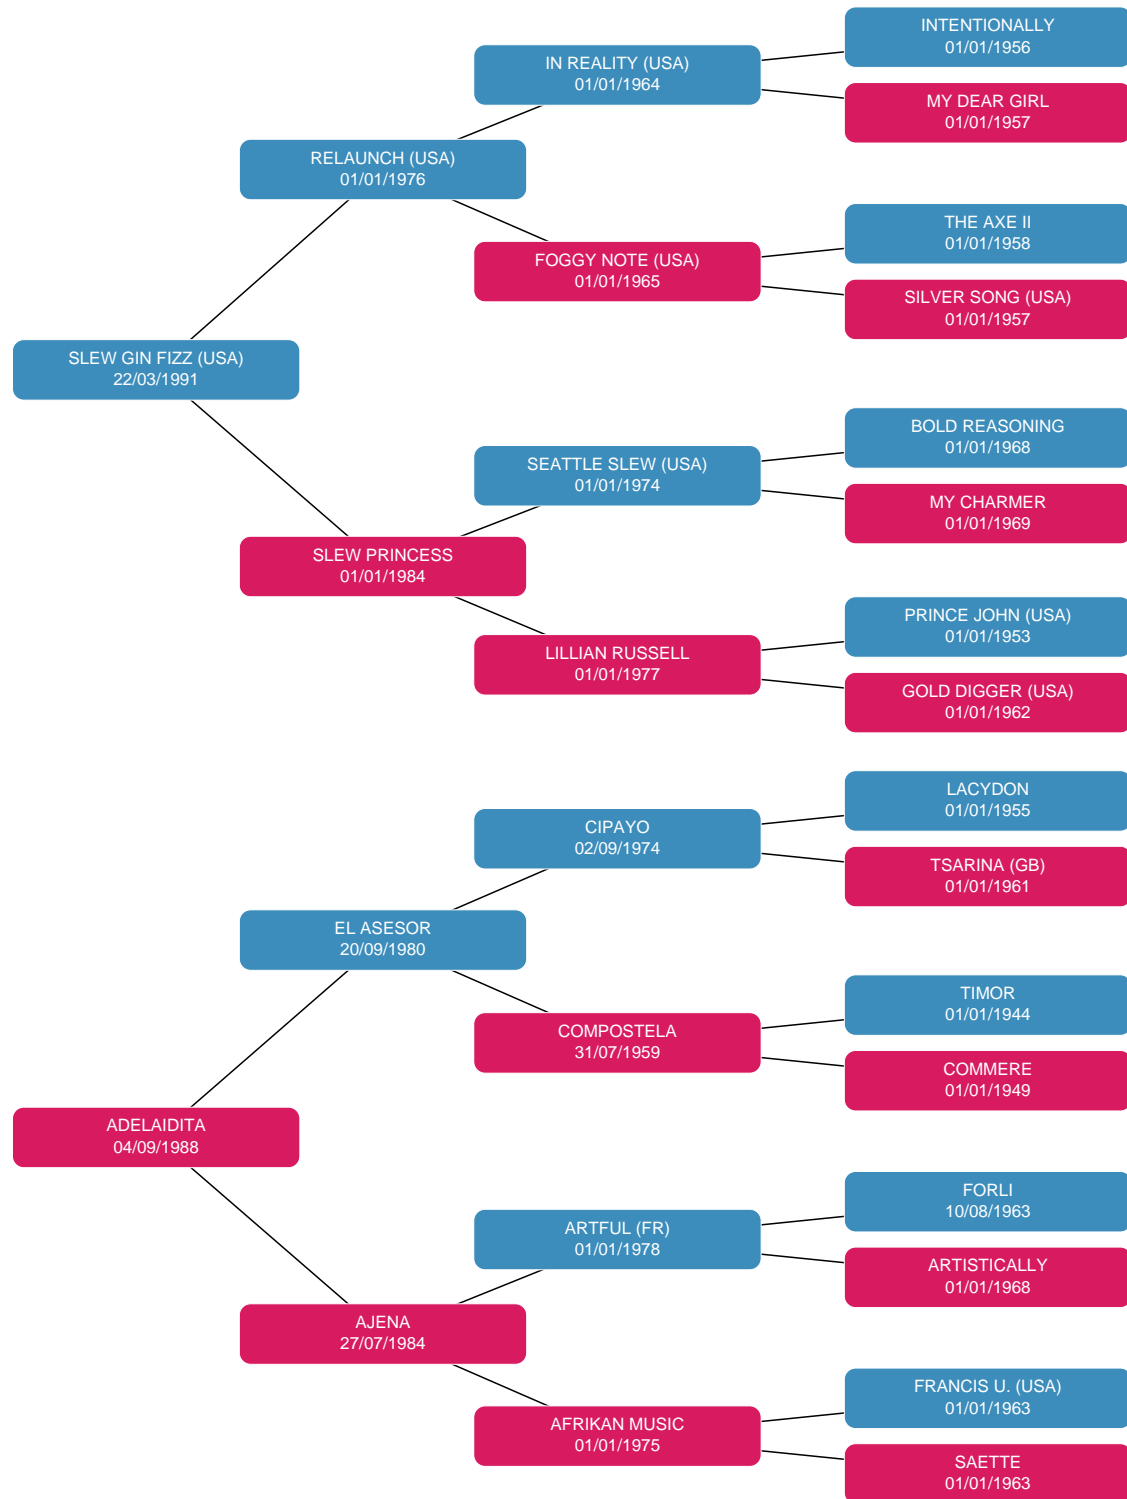 INTENTIONALLY
01/01/1956
IN REALITY (USA)
01/01/1964
MY DEAR GIRL
01/01/1957
RELAUNCH (USA)
01/01/1976
THE AXE II
01/01/1958
FOGGY NOTE (USA)
01/01/1965
SILVER SONG (USA)
01/01/1957
SLEW GIN FIZZ (USA)
22/03/1991
BOLD REASONING
01/01/1968
SEATTLE SLEW (USA)
01/01/1974
MY CHARMER
01/01/1969
SLEW PRINCESS
01/01/1984
PRINCE JOHN (USA)
01/01/1953
LILLIAN RUSSELL
01/01/1977
GOLD DIGGER (USA)
01/01/1962
LACYDON
01/01/1955
CIPAYO
02/09/1974
TSARINA (GB)
01/01/1961
EL ASESOR
20/09/1980
TIMOR
01/01/1944
COMPOSTELA
31/07/1959
COMMERE
01/01/1949
ADELAIDITA
04/09/1988
FORLI
10/08/1963
ARTFUL (FR)
01/01/1978
ARTISTICALLY
01/01/1968
AJENA
27/07/1984
FRANCIS U. (USA)
01/01/1963
AFRIKAN MUSIC
01/01/1975
SAETTE
01/01/1963